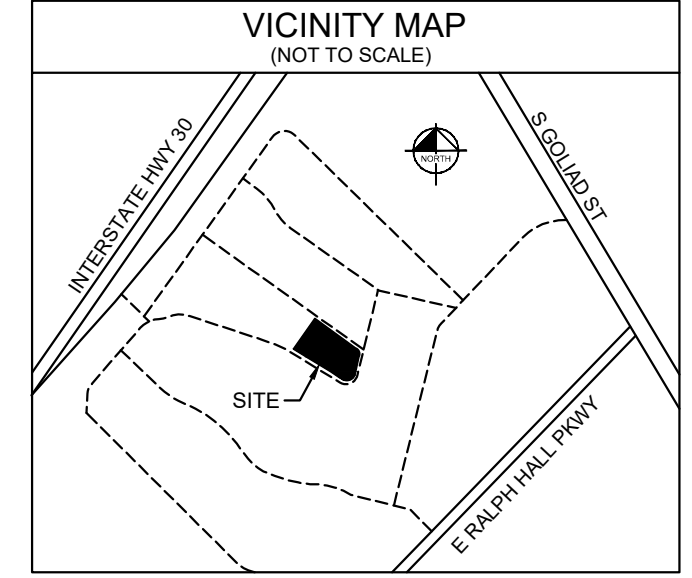 VICINITY MAP
(NOT TO SCALE)
INTERSTATE HWY 30
S GOLIAD ST
NORTH
SITE
E RALPH HALL PKWY